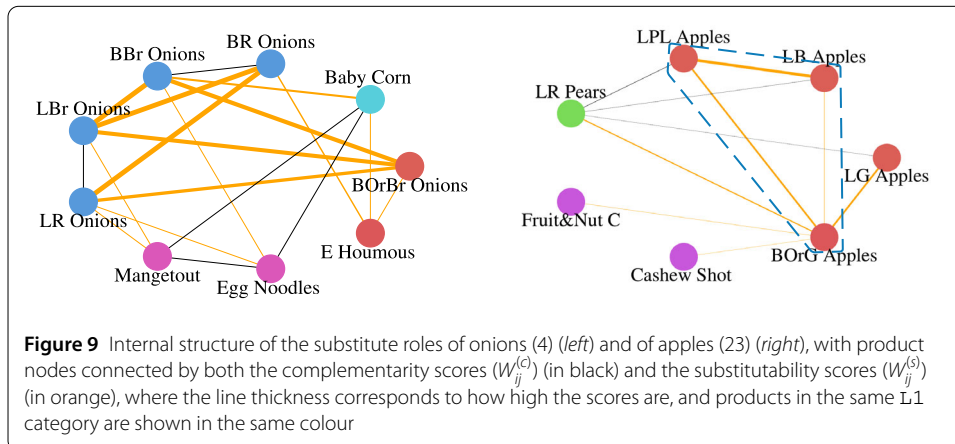 BR Onions
BBr Onions
Baby Corn
LBr Onions
BOrBr Onions
LR Onions
E Houmous
Mangetout
Egg Noodles
LPL Apples
LB Apples
LR Pears
LG Apples
Fruit&Nut C
BOrG Apples
Cashew Shot
Figure 9 Internal structure of the substitute roles of onions (4) (left) and of apples (23) (right), with product
nodes connected by both the complementarity scores (W_{ij}^{(c)}) (in black) and the substitutability scores (W_{ij}^{(s)})
(in orange), where the line thickness corresponds to how high the scores are, and products in the same L1
category are shown in the same colour